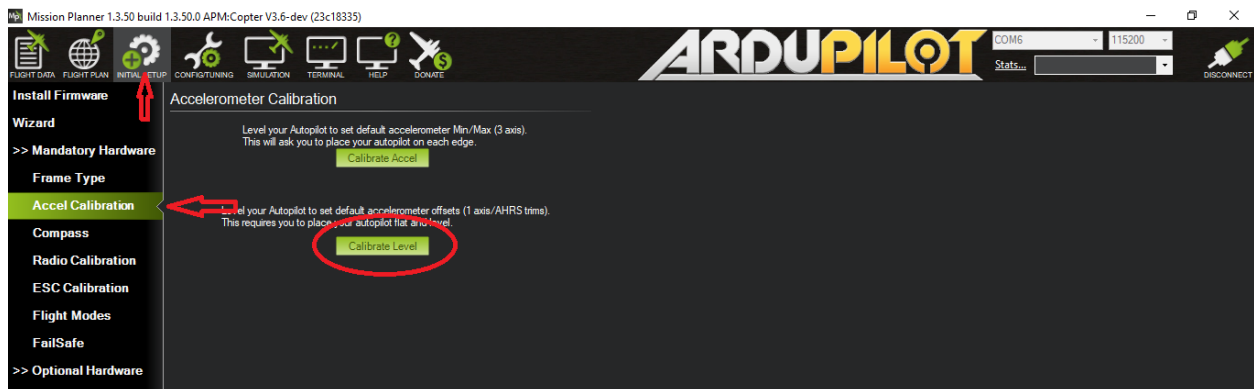 Mission Planner 1.3.50 build 1.3.50.0 APM:Copter V3.6-dev (23c18335)
FLIGHT DATA FLIGHT PLAN INITIAL SETUP CONFIG/TUNING SIMULATION TERMINAL HELP DONATE
ARDUPILOT
COM6 115200
Stats...
DISCONNECT
Install Firmware
Wizard
>> Mandatory Hardware
Frame Type
Accel Calibration
Compass
Radio Calibration
ESC Calibration
Flight Modes
FailSafe
>> Optional Hardware
Accelerometer Calibration
Level your Autopilot to set default accelerometer Min/Max (3 axis).
This will ask you to place your autopilot on each edge.
Calibrate Accel
Level your Autopilot to set default accelerometer offsets (1 axis/AHRS trims).
This requires you to place your autopilot flat and level.
Calibrate Level